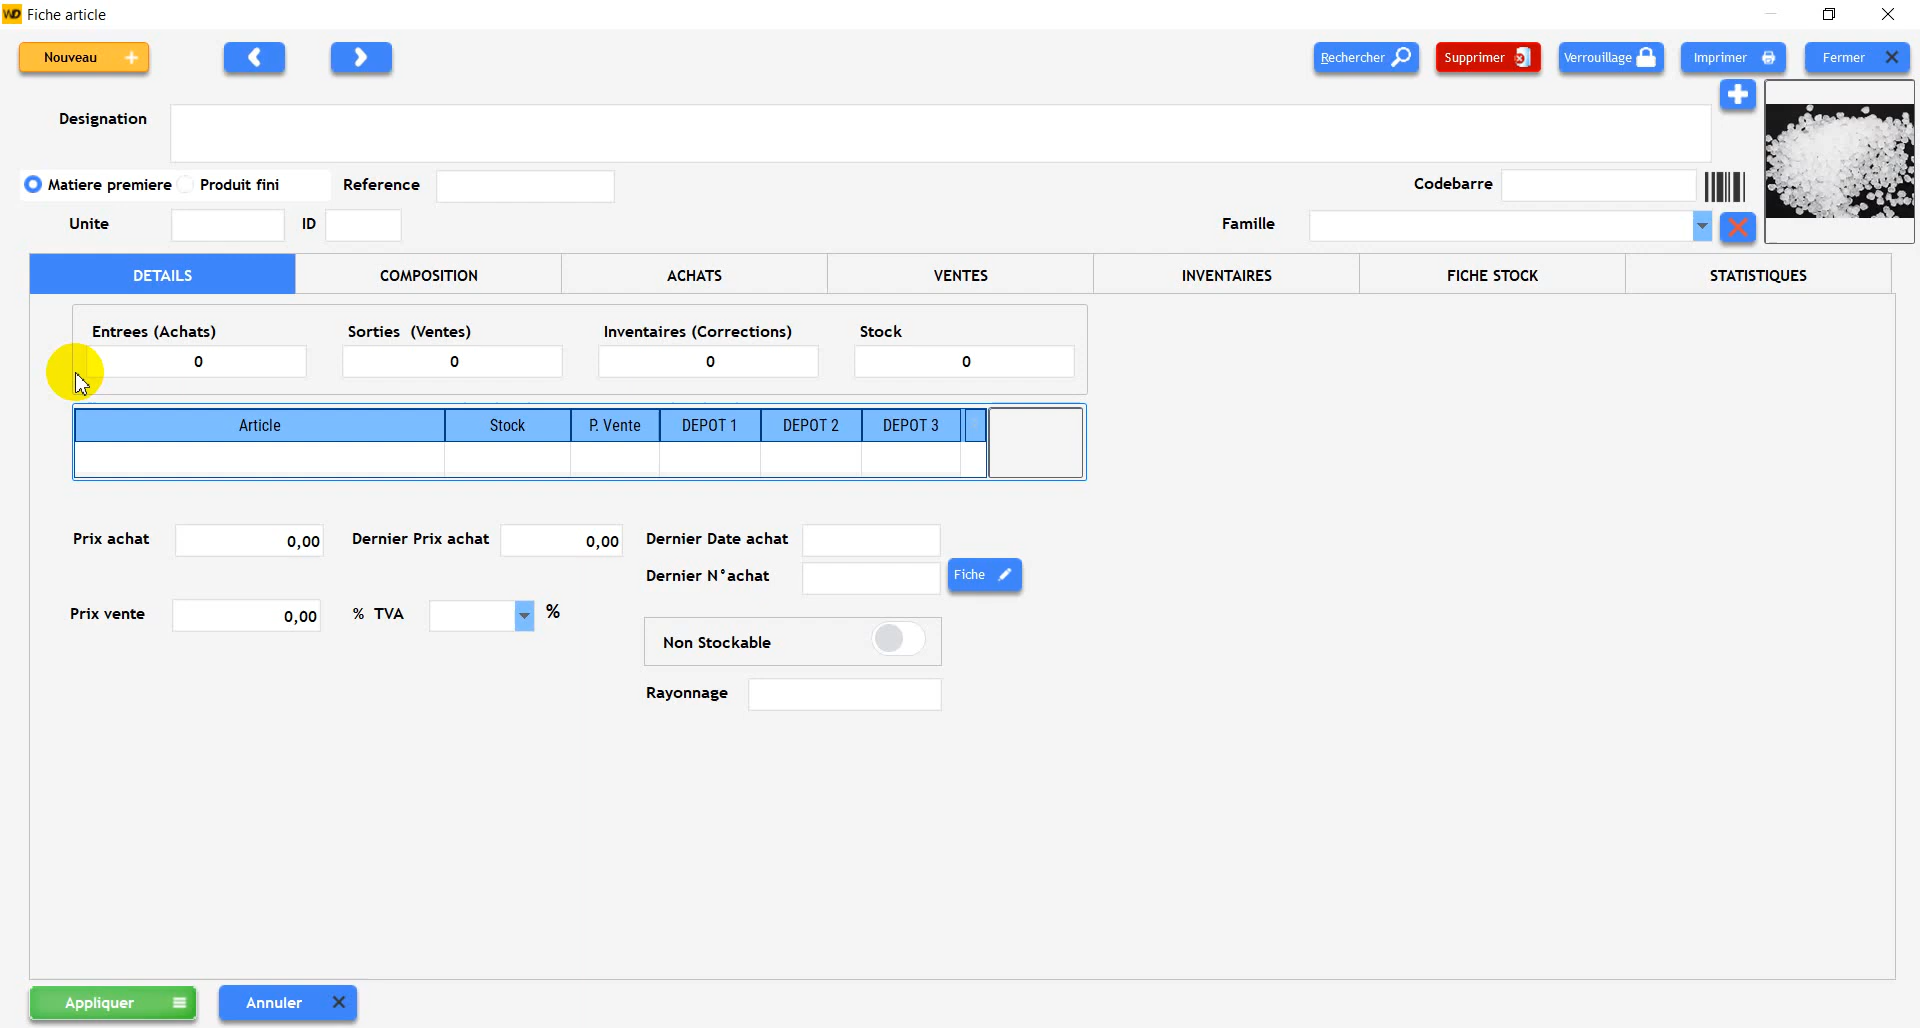 WD Fiche article
Nouveau
Rechercher Supprimer Verrouillage Imprimer Fermer
Designation
Matiere premiere Produit fini Reference Codebarre
Unite ID Famille
DETAILS COMPOSITION ACHATS VENTES INVENTAIRES FICHE STOCK STATISTIQUES
Entrees (Achats) Sorties (Ventes) Inventaires (Corrections) Stock
0 0 0 0
Article Stock P. Vente DEPOT 1 DEPOT 2 DEPOT 3
Prix achat 0,00 Dernier Prix achat 0,00 Dernier Date achat
Dernier N°achat Fiche
Prix vente 0,00 % TVA %
Non Stockable
Rayonnage
Appliquer Annuler